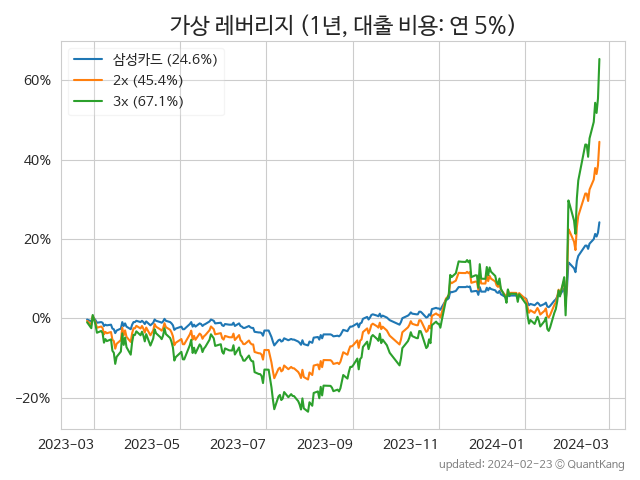 가상 레버리지 (1년, 대출 비용: 연 5%)
삼성카드 (24.6%)
2x (45.4%)
3x (67.1%)
60%
40%
20%
0%
−20%
2023-03 2023-05 2023-07 2023-09 2023-11 2024-01 2024-03
updated: 2024-02-23 © QuantKang